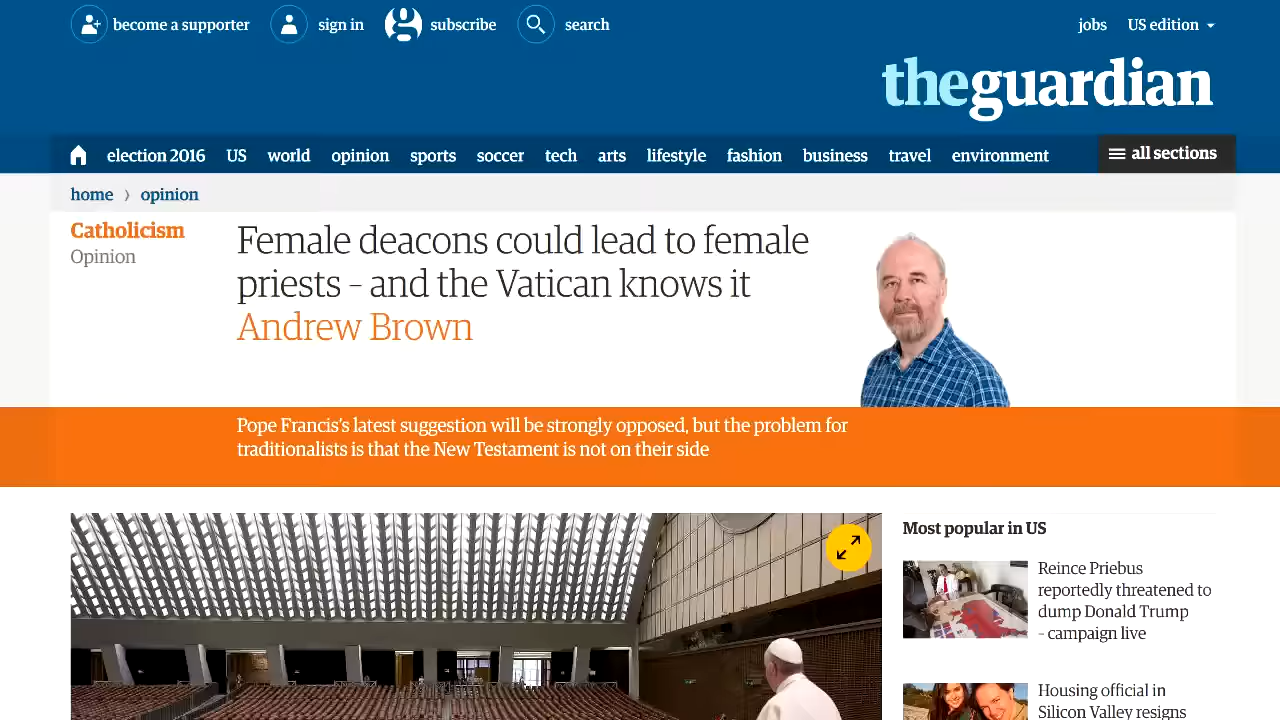 become a supporter
sign in
subscribe
search
jobs
US edition
theguardian
election 2016
US
world
opinion
sports
soccer
tech
arts
lifestyle
fashion
business
travel
environment
all sections
home › opinion
Catholicism
Opinion
Female deacons could lead to female
priests – and the Vatican knows it
Andrew Brown
Pope Francis's latest suggestion will be strongly opposed, but the problem for
traditionalists is that the New Testament is not on their side
Most popular in US
Reince Priebus
reportedly threatened to
dump Donald Trump
– campaign live
Housing official in
Silicon Valley resigns